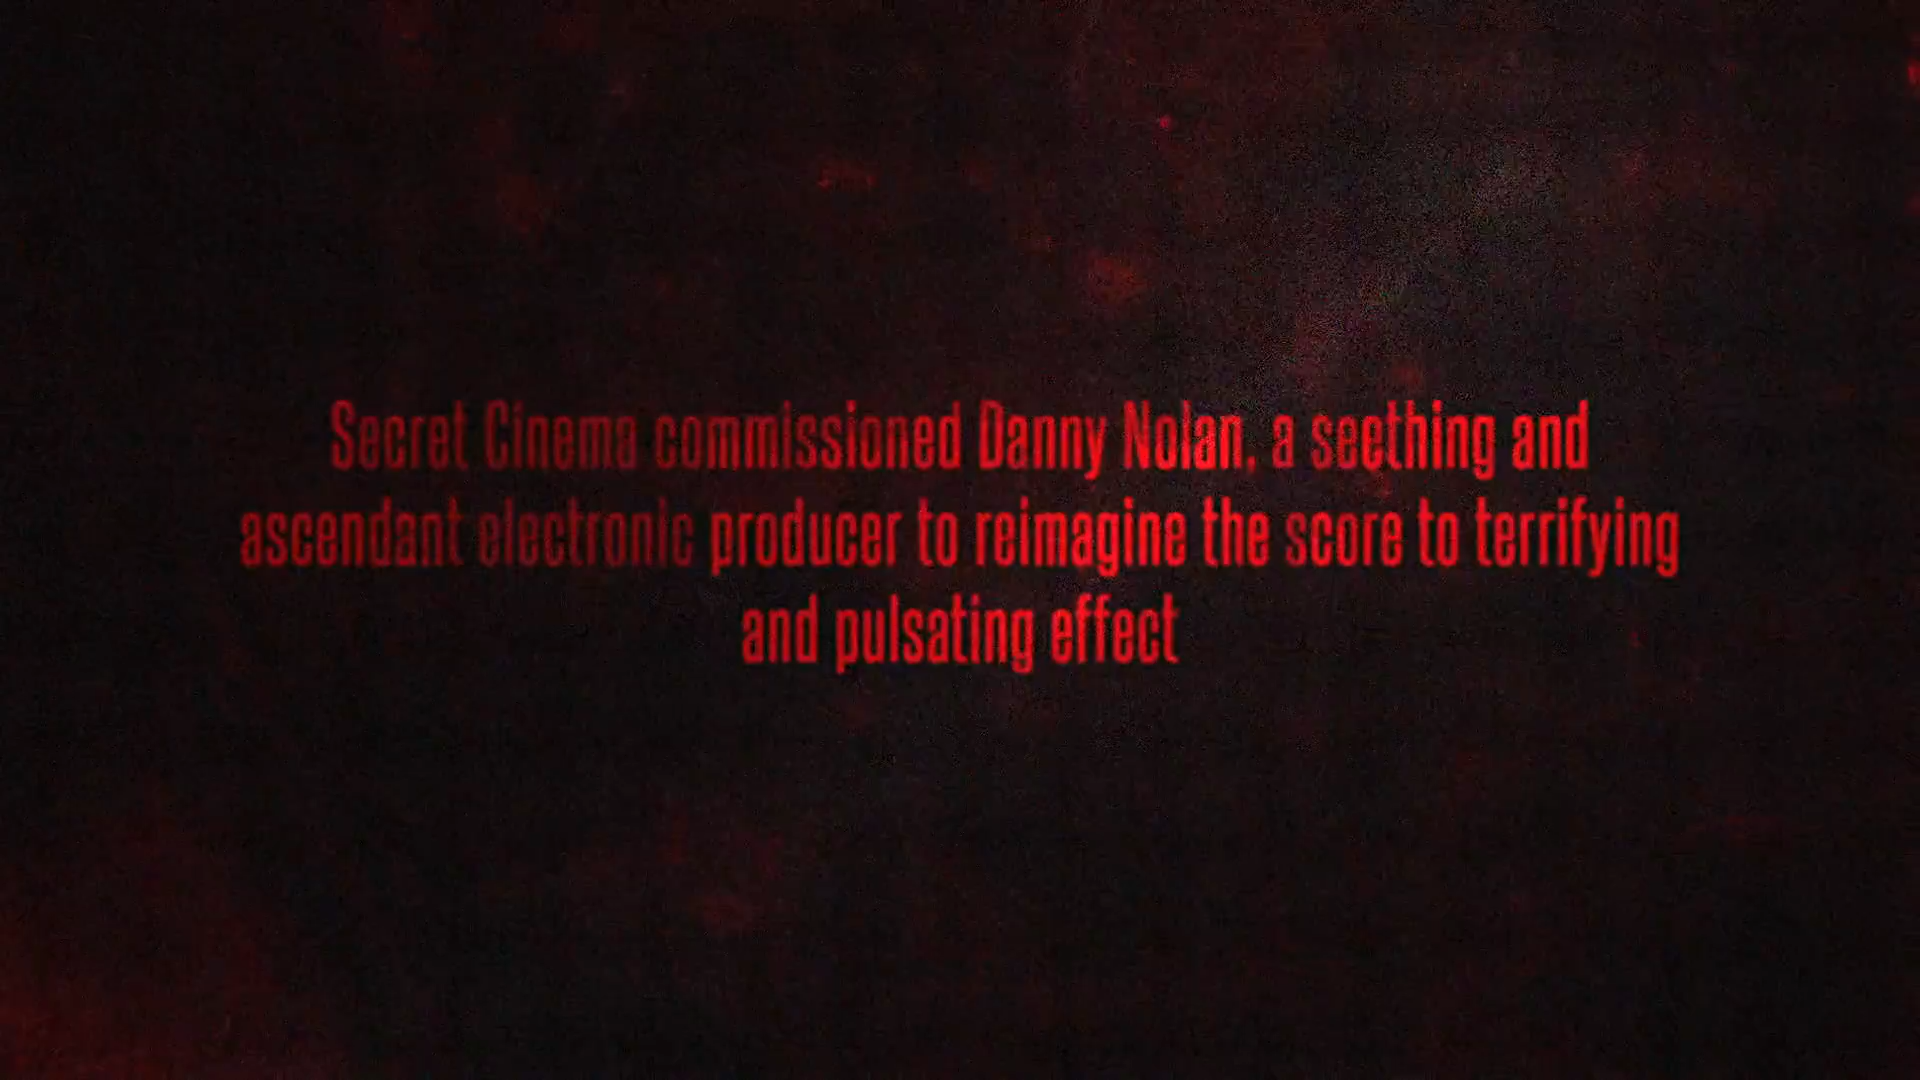 Secret Cinema commissioned Danny Nolan, a seething and
ascendant electronic producer to reimagine the score to terrifying
and pulsating effect